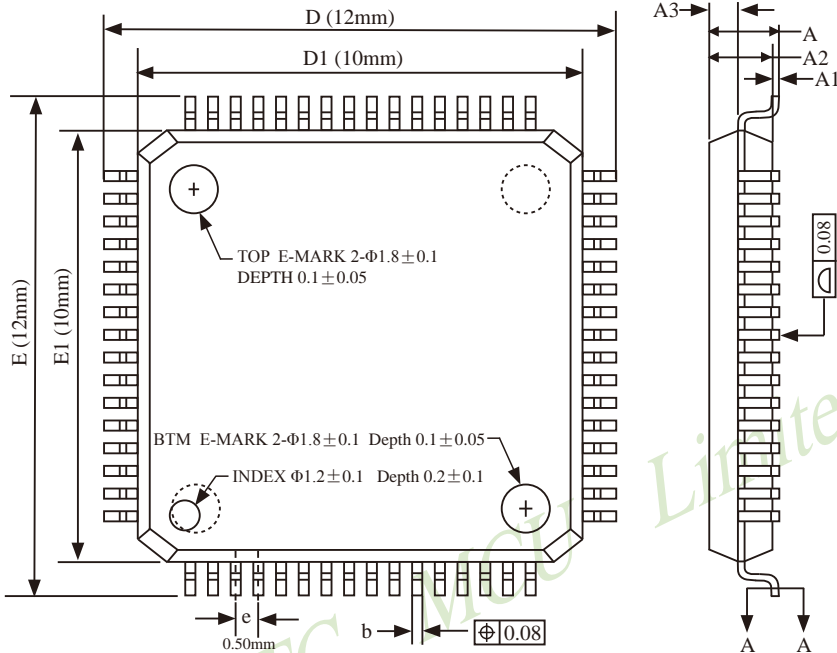 D (12mm)
D1 (10mm)
A3
A
A2
A1
TOP E-MARK 2-Φ1.8±0.1
DEPTH 0.1±0.05
0.08
E (12mm)
E1 (10mm)
BTM E-MARK 2-Φ1.8±0.1 Depth 0.1±0.05
INDEX Φ1.2±0.1 Depth 0.2±0.1
e
0.50mm
b
0.08
A A
MCU